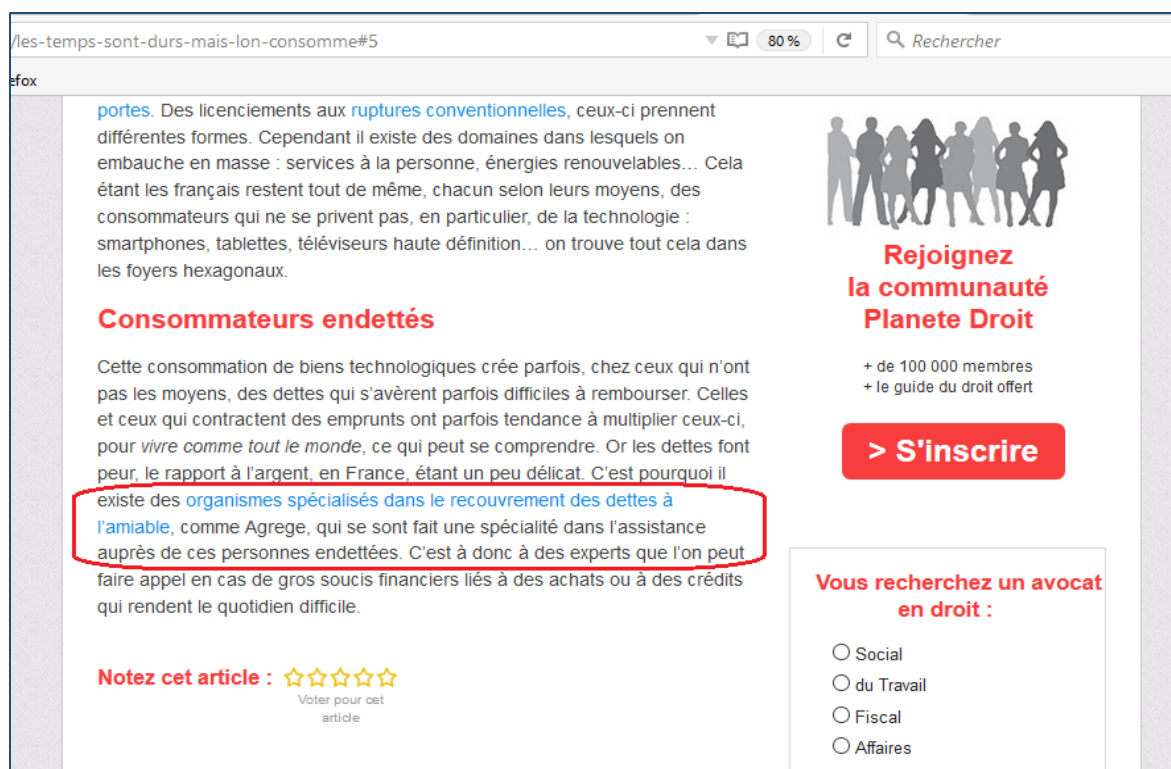 /les-temps-sont-durs-mais-lon-consomme#5
80 %
Rechercher
efox
portes. Des licenciements aux ruptures conventionnelles, ceux-ci prennent
différentes formes. Cependant il existe des domaines dans lesquels on
embauche en masse : services à la personne, énergies renouvelables… Cela
étant les français restent tout de même, chacun selon leurs moyens, des
consommateurs qui ne se privent pas, en particulier, de la technologie :
smartphones, tablettes, téléviseurs haute définition… on trouve tout cela dans
les foyers hexagonaux.
Consommateurs endettés
Cette consommation de biens technologiques crée parfois, chez ceux qui n’ont
pas les moyens, des dettes qui s’avèrent parfois difficiles à rembourser. Celles
et ceux qui contractent des emprunts ont parfois tendance à multiplier ceux-ci,
pour vivre comme tout le monde, ce qui peut se comprendre. Or les dettes font
peur, le rapport à l’argent, en France, étant un peu délicat. C’est pourquoi il
existe des organismes spécialisés dans le recouvrement des dettes à
l’amiable, comme Agrege, qui se sont fait une spécialité dans l’assistance
auprès de ces personnes endettées. C’est à donc à des experts que l’on peut
faire appel en cas de gros soucis financiers liés à des achats ou à des crédits
qui rendent le quotidien difficile.
Notez cet article :
Voter pour cet
article
Rejoignez
la communauté
Planete Droit
+ de 100 000 membres
+ le guide du droit offert
> S'inscrire
Vous recherchez un avocat
en droit :
Social
du Travail
Fiscal
Affaires